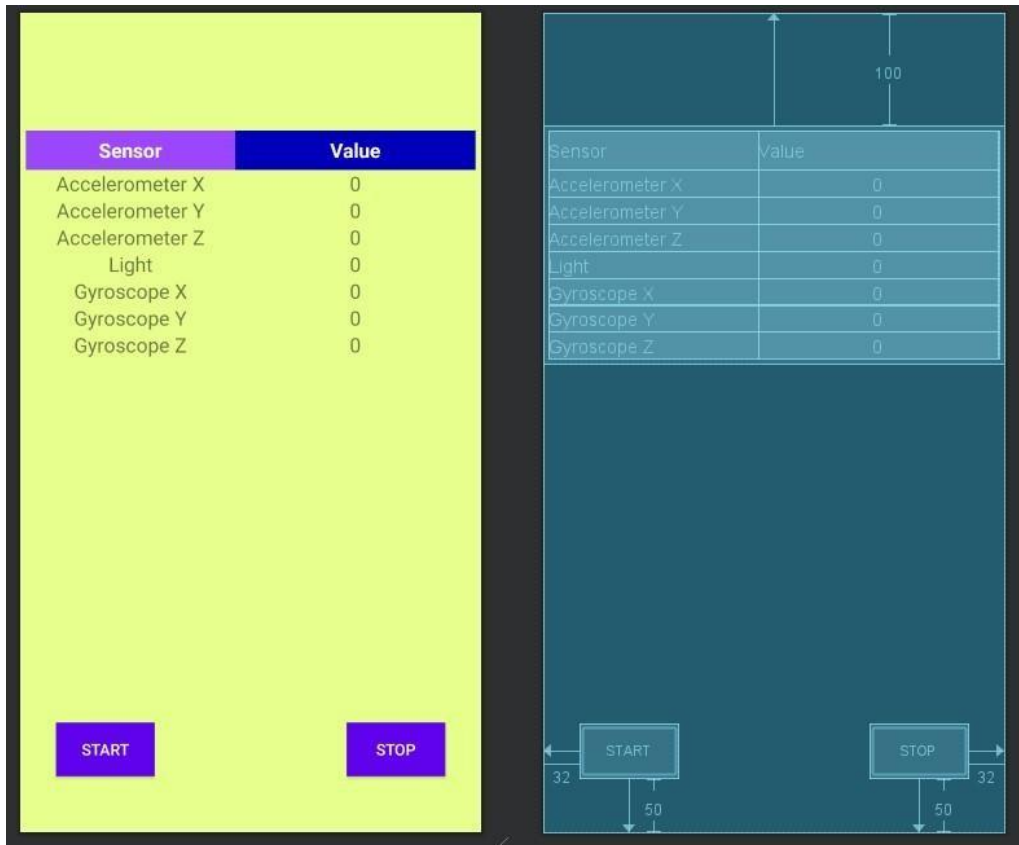 Sensor Value
Accelerometer X 0
Accelerometer Y 0
Accelerometer Z 0
Light 0
Gyroscope X 0
Gyroscope Y 0
Gyroscope Z 0
START STOP
100
Sensor Value
Accelerometer X 0
Accelerometer Y 0
Accelerometer Z 0
Light 0
Gyroscope X 0
Gyroscope Y 0
Gyroscope Z 0
START STOP
32 32
50 50